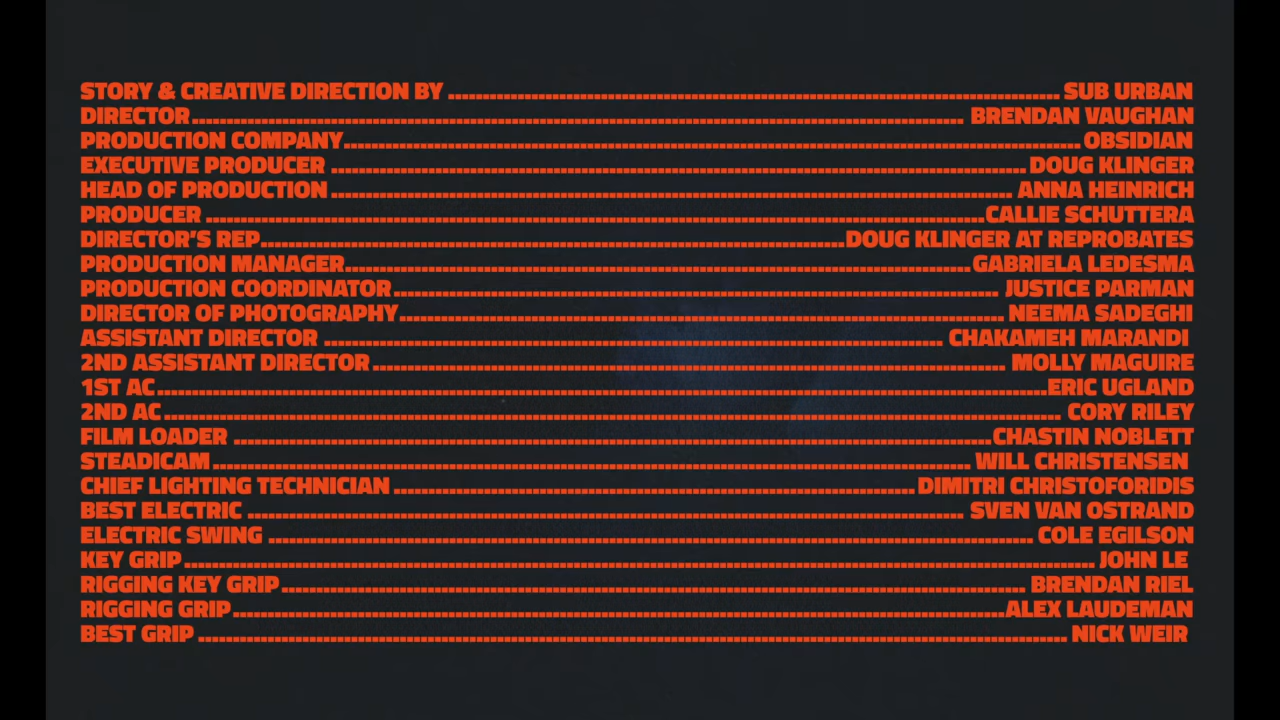 STORY & CREATIVE DIRECTION BY ........ SUB URBAN
DIRECTOR ........ BRENDAN VAUGHAN
PRODUCTION COMPANY ........ OBSIDIAN
EXECUTIVE PRODUCER ........ DOUG KLINGER
HEAD OF PRODUCTION ........ ANNA HEINRICH
PRODUCER ........ CALLIE SCHUTTERA
DIRECTOR’S REP ........ DOUG KLINGER AT REPROBATES
PRODUCTION MANAGER ........ GABRIELA LEDESMA
PRODUCTION COORDINATOR ........ JUSTICE PARMAN
DIRECTOR OF PHOTOGRAPHY ........ NEEMA SADEGHI
ASSISTANT DIRECTOR ........ CHAKAMEH MARANDI
2ND ASSISTANT DIRECTOR ........ MOLLY MAGUIRE
1ST AC ........ ERIC UGLAND
2ND AC ........ CORY RILEY
FILM LOADER ........ CHASTIN NOBLETT
STEADICAM ........ WILL CHRISTENSEN
CHIEF LIGHTING TECHNICIAN ........ DIMITRI CHRISTOFORIDIS
BEST ELECTRIC ........ SVEN VAN OSTRAND
ELECTRIC SWING ........ COLE EGILSON
KEY GRIP ........ JOHN LE
RIGGING KEY GRIP ........ BRENDAN RIEL
RIGGING GRIP ........ ALEX LAUDEMAN
BEST GRIP ........ NICK WEIR